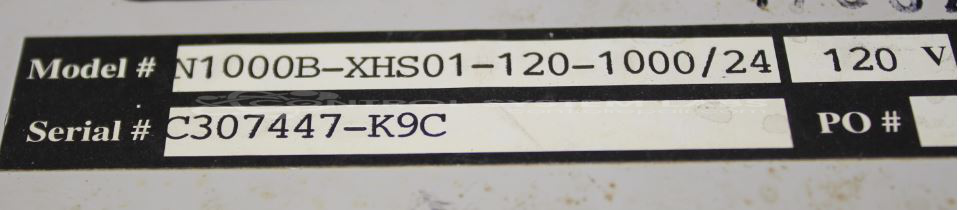 Model # N1000B-XHS01-120-1000/24 120 V
Serial # C307447-K9C PO #